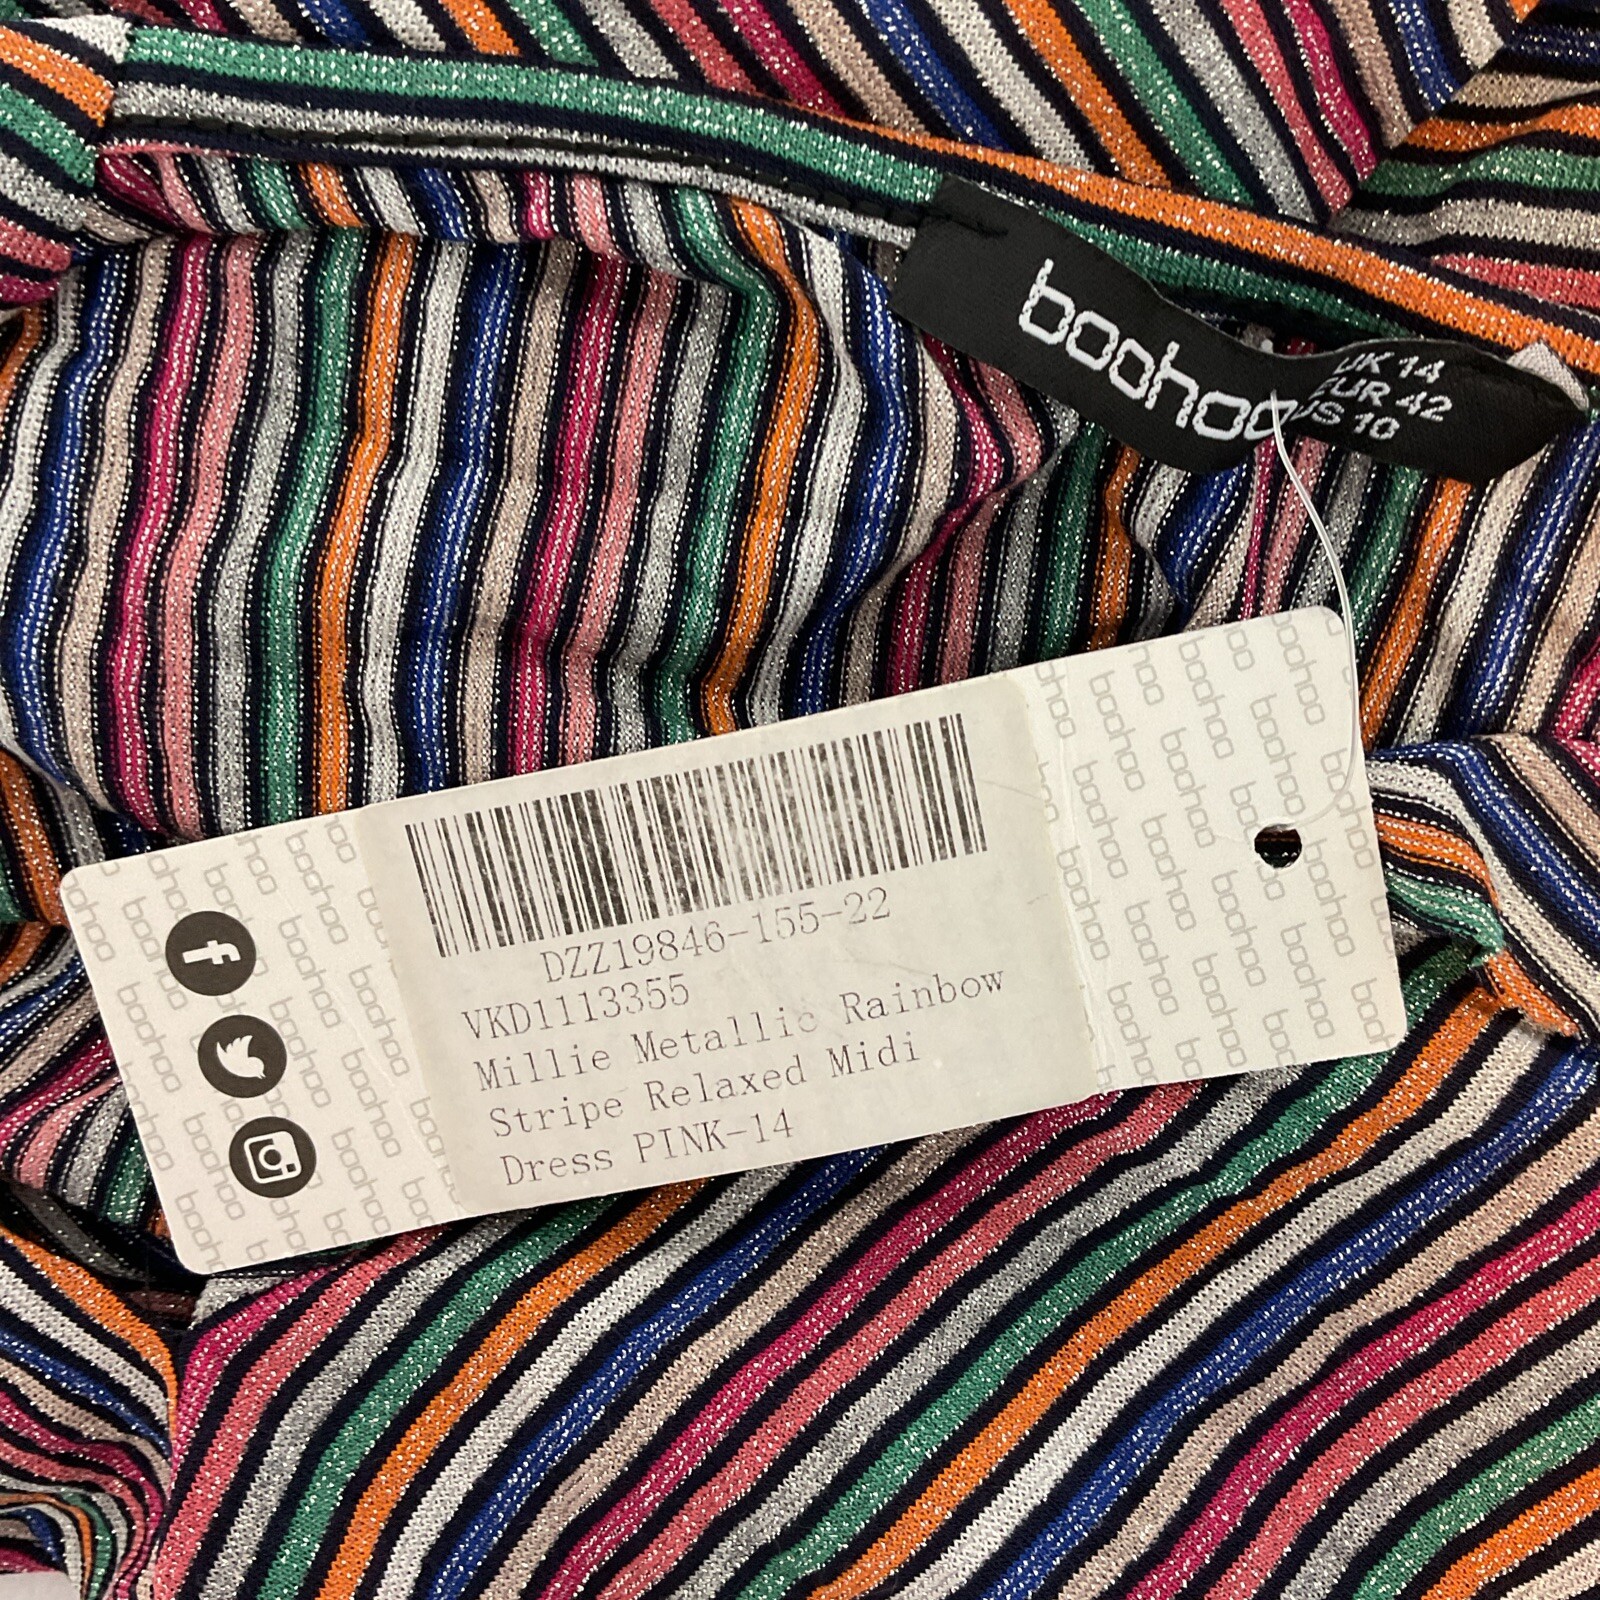 boohoo
UK 14
EUR 42
US 10
DZZ19846-155-22
VKD1113355
Millie Metallic Rainbow
Stripe Relaxed Midi
Dress PINK-14